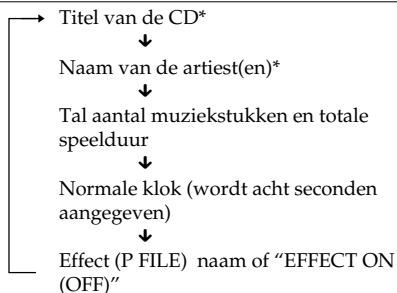 Titel van de CD*
Naam van de artiest(en)*
Tal aantal muziekstukken en totale
speelduur
Normale klok (wordt acht seconden
aangegeven)
Effect (P FILE) naam of “EFFECT ON
(OFF)”